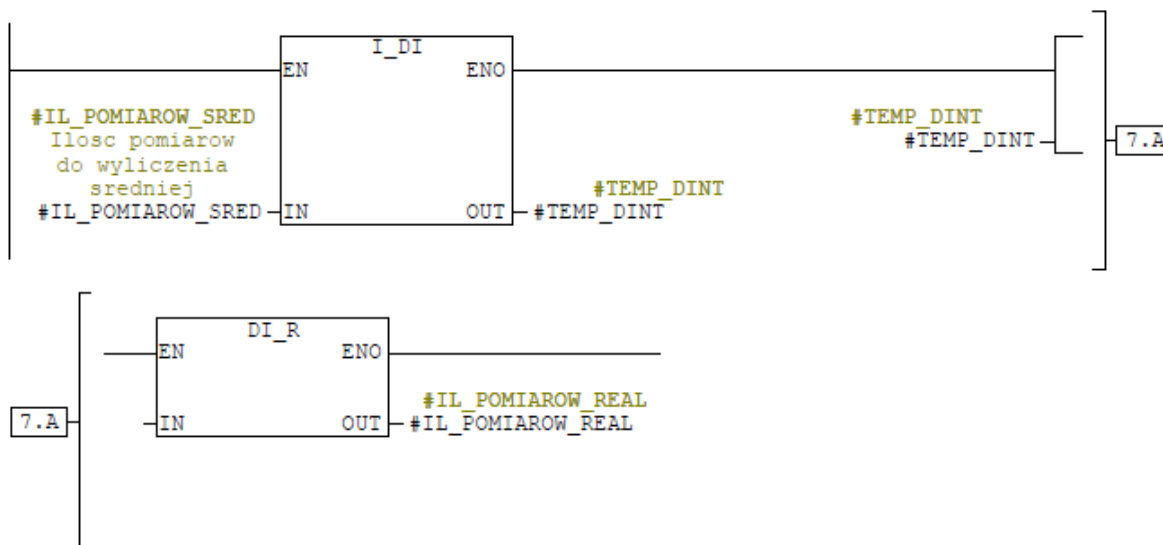 I_DI
EN ENO
#IL_POMIAROW_SRED
Ilosc pomiarow
do wyliczenia
sredniej
#IL_POMIAROW_SRED IN
#TEMP_DINT
OUT #TEMP_DINT
#TEMP_DINT
#TEMP_DINT
7.A
DI_R
EN ENO
7.A
IN
#IL_POMIAROW_REAL
OUT #IL_POMIAROW_REAL